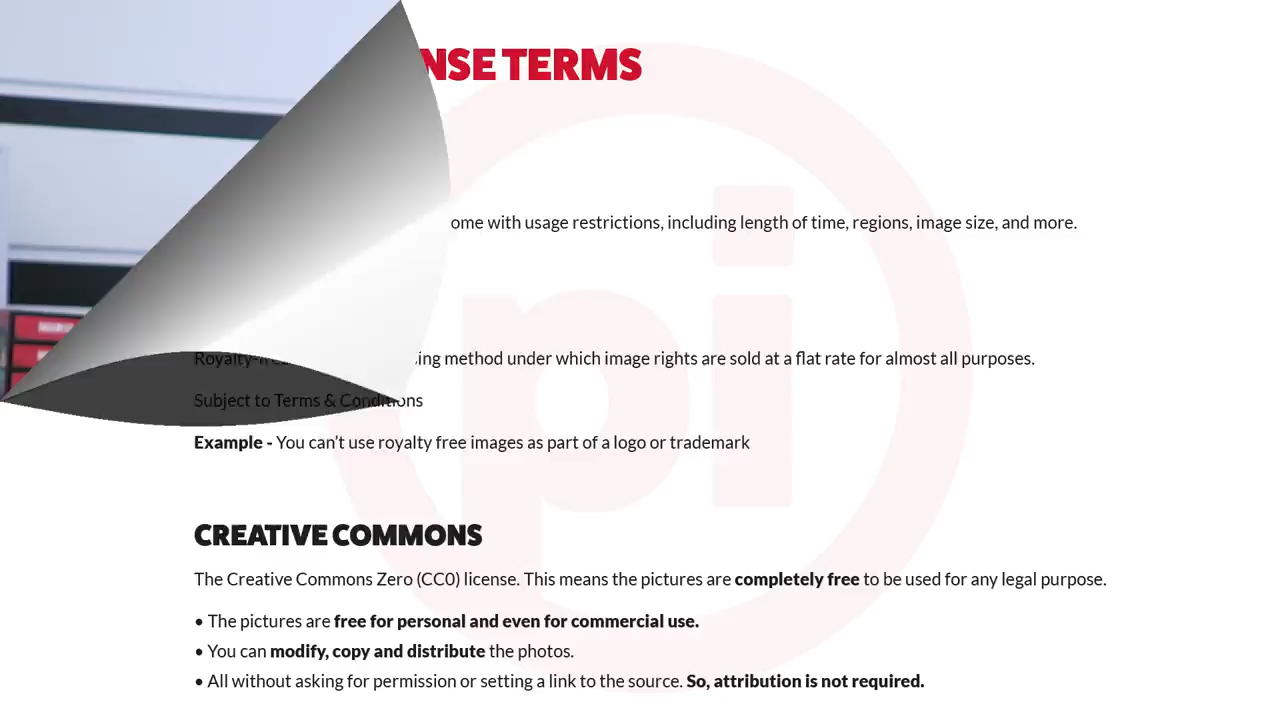 NSE TERMS
ome with usage restrictions, including length of time, regions, image size, and more.
sing method under which image rights are sold at a flat rate for almost all purposes.
Subject to Terms & Conditions
Example - You can't use royalty free images as part of a logo or trademark
CREATIVE COMMONS
The Creative Commons Zero (CC0) license. This means the pictures are completely free to be used for any legal purpose.
• The pictures are free for personal and even for commercial use.
• You can modify, copy and distribute the photos.
• All without asking for permission or setting a link to the source. So, attribution is not required.
pi